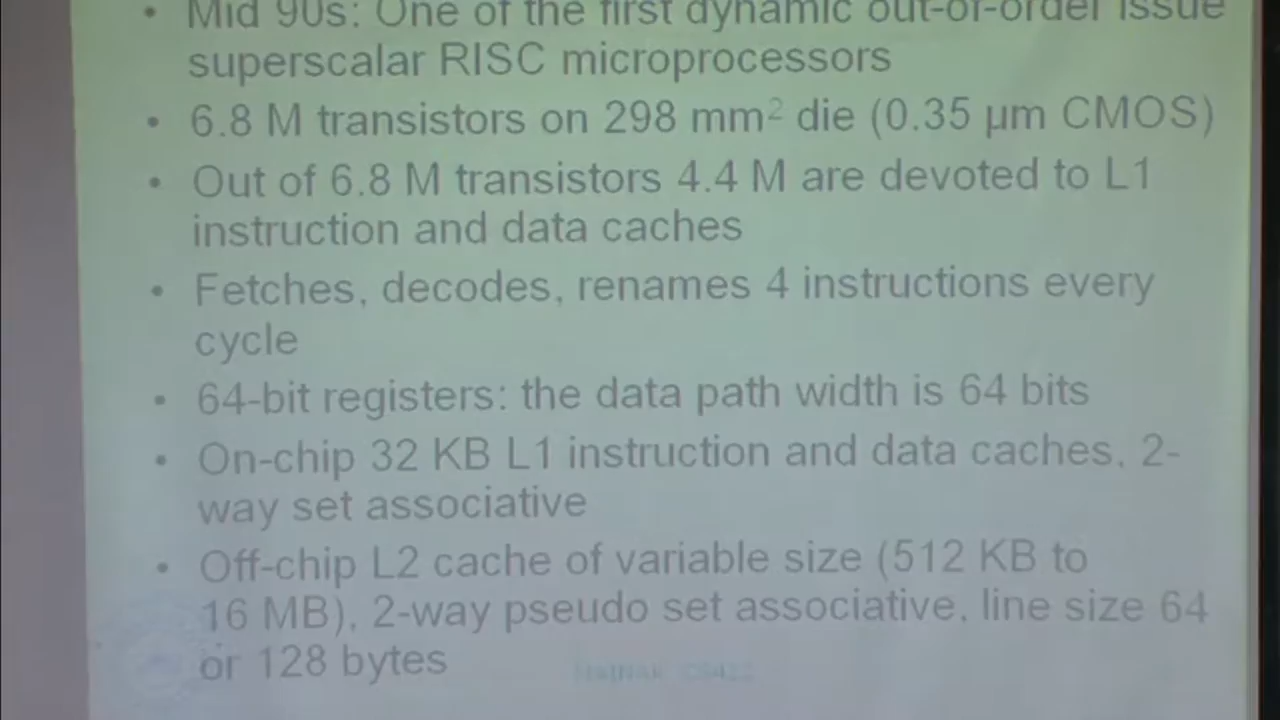 • Mid 90s: One of the first dynamic out-of-order issue
superscalar RISC microprocessors
• 6.8 M transistors on 298 mm² die (0.35 µm CMOS)
• Out of 6.8 M transistors 4.4 M are devoted to L1
instruction and data caches
• Fetches, decodes, renames 4 instructions every
cycle
• 64-bit registers: the data path width is 64 bits
• On-chip 32 KB L1 instruction and data caches, 2-
way set associative
• Off-chip L2 cache of variable size (512 KB to
16 MB), 2-way pseudo set associative, line size 64
or 128 bytes